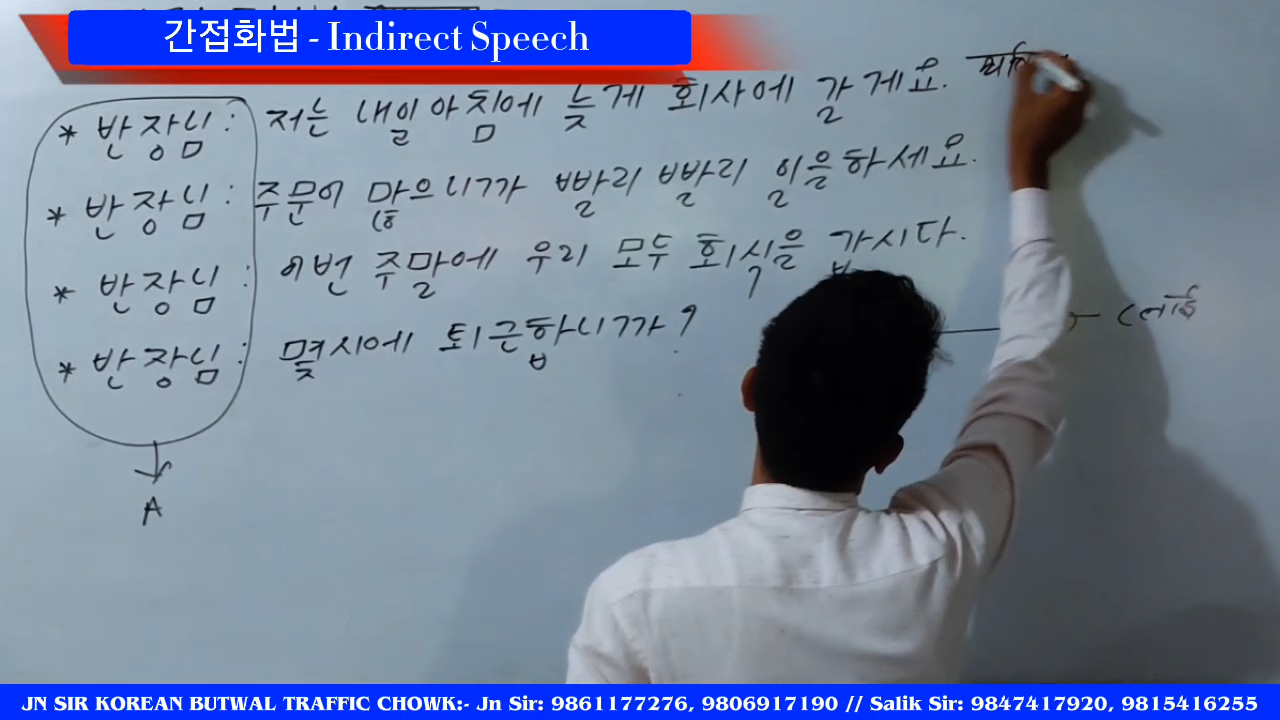 간접화법 - Indirect Speech
* 반장님 : 저는 내일 아침에 늦게 회사에 갈게요.
* 반장님 : 주문이 많으니까 빨리 빨리 일을하세요.
* 반장님 : 이번 주말에 우리 모두 회식을 갑시다.
* 반장님 : 몇시에 퇴근합니까?
A
JN SIR KOREAN BUTWAL TRAFFIC CHOWK:- Jn Sir: 9861177276, 9806917190 // Salik Sir: 9847417920, 9815416255